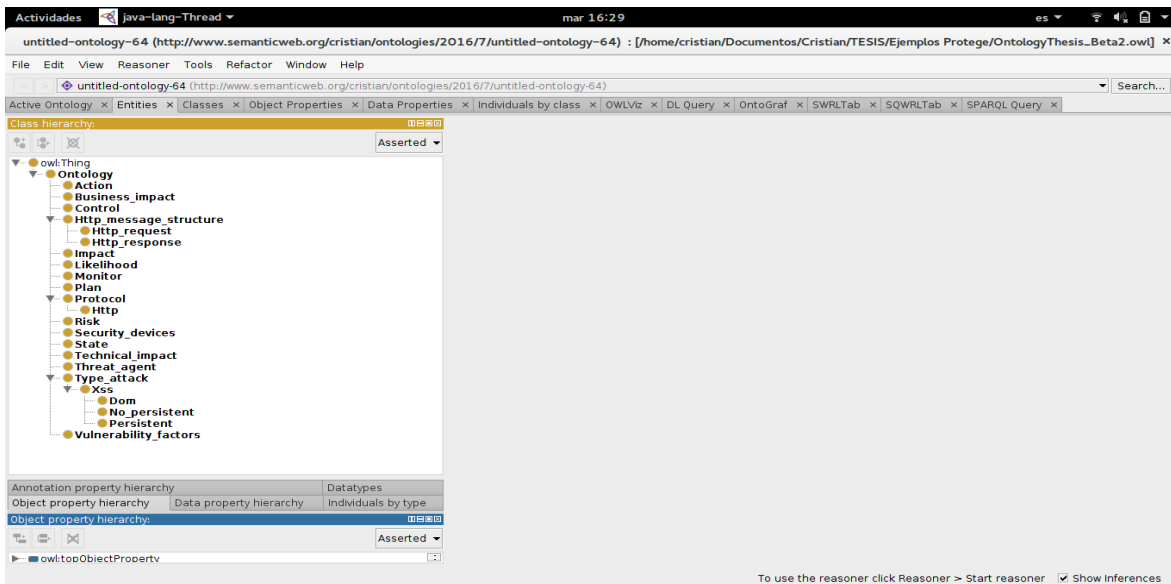 Actividades java-lang-Thread mar 16:29 es
untitled-ontology-64 (http://www.semanticweb.org/cristian/ontologies/2016/7/untitled-ontology-64) : [/home/cristian/Documentos/Cristian/TESIS/Ejemplos Protege/OntologyThesis_Beta2.owl] ×
File Edit View Reasoner Tools Refactor Window Help
< > untitled-ontology-64 (http://www.semanticweb.org/cristian/ontologies/2016/7/untitled-ontology-64) Search...
Active Ontology × Entities × Classes × Object Properties × Data Properties × Individuals by class × OWLViz × DL Query × OntoGraf × SWRLTab × SQWRLTab × SPARQL Query ×
Class hierarchy:
Asserted
owl:Thing
Ontology
Action
Business_impact
Control
Http_message_structure
Http_request
Http_response
Impact
Likelihood
Monitor
Plan
Protocol
Http
Risk
Security_devices
State
Technical_impact
Threat_agent
Type_attack
Xss
Dom
No_persistent
Persistent
Vulnerability_factors
Annotation property hierarchy Datatypes
Object property hierarchy Data property hierarchy Individuals by type
Object property hierarchy:
Asserted
owl:topObjectProperty
To use the reasoner click Reasoner > Start reasoner Show Inferences